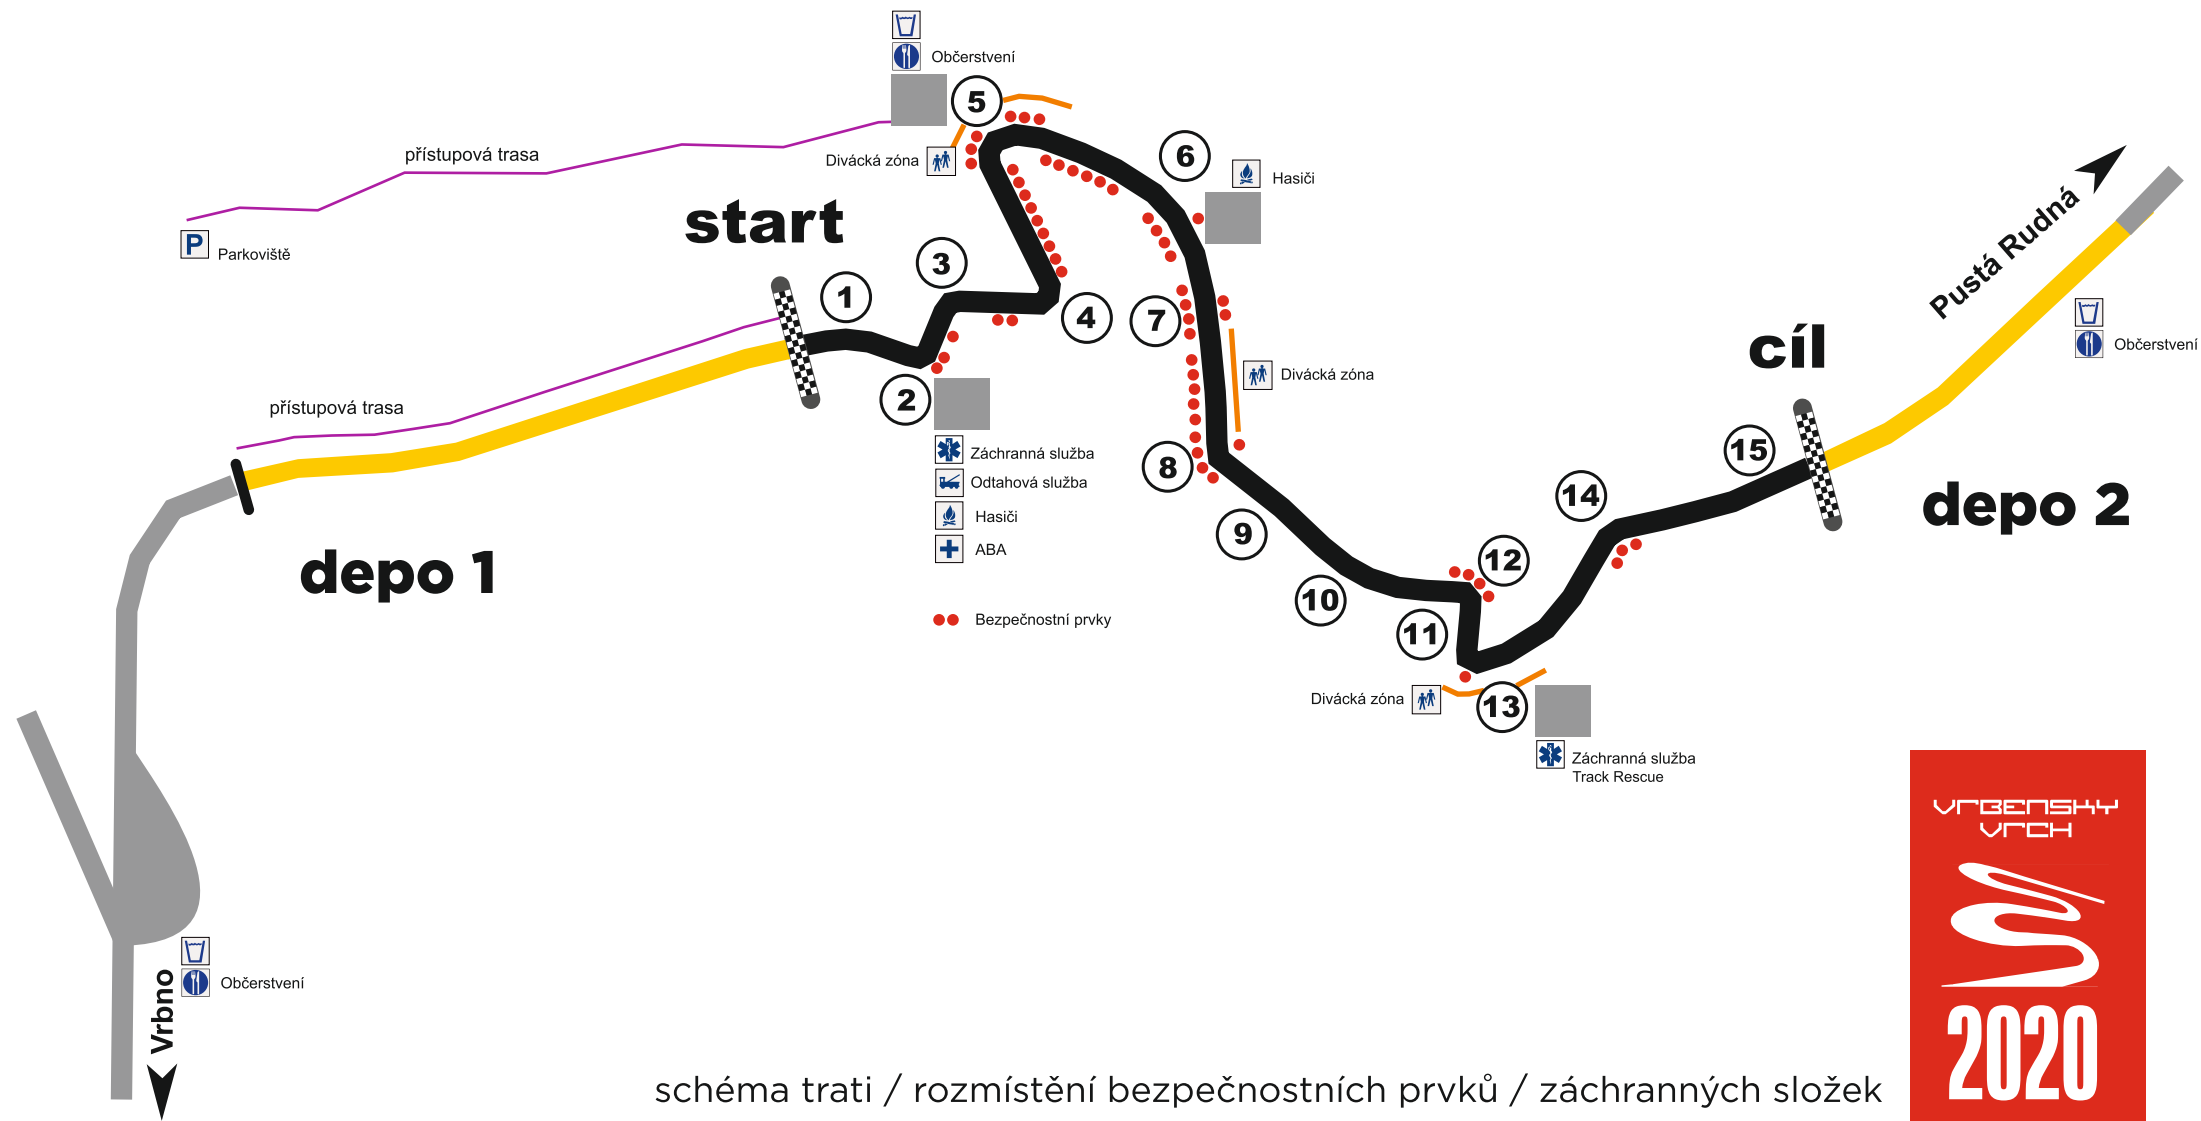 Občerstvení
5
přístupová trasa
Divácká zóna
6
Hasiči
start
P
Parkoviště
3
1
4
7
Pustá Rudná
cíl
Občerstvení
Divácká zóna
přístupová trasa
2
15
Záchranná služba
Odtahová služba
Hasiči
ABA
8
14
depo 2
9
depo 1
12
10
Bezpečnostní prvky
11
Divácká zóna
13
Záchranná služba
Track Rescue
VRBENSKY
VRCH
2020
Občerstvení
Vrbno
schéma trati / rozmístění bezpečnostních prvků / záchranných složek